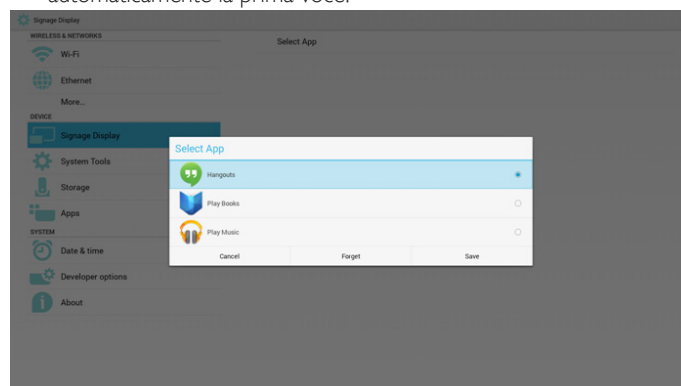 automaticamente la prima voce.
Signage Display
WIRELESS & NETWORKS
Select App
Wi-Fi
Ethernet
More...
DEVICE
Signage Display
System Tools
Storage
Apps
SYSTEM
Date & time
Developer options
About
Select App
Hangouts
Play Books
Play Music
Cancel Forget Save